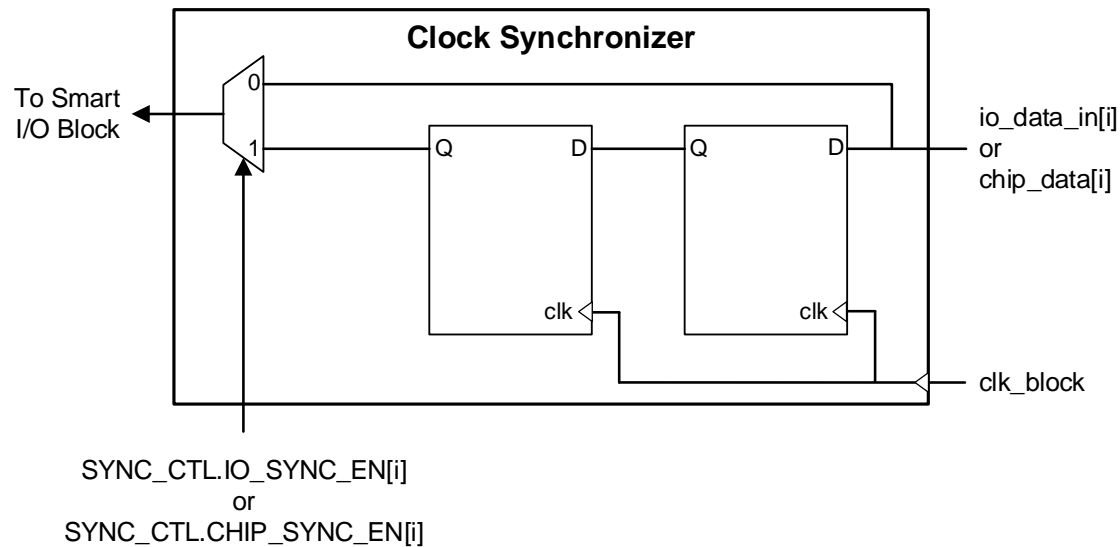 Clock Synchronizer
To Smart
I/O Block
0
1
Q
D
Q
D
io_data_in[i]
or
chip_data[i]
clk
clk
clk_block
SYNC_CTL.IO_SYNC_EN[i]
or
SYNC_CTL.CHIP_SYNC_EN[i]